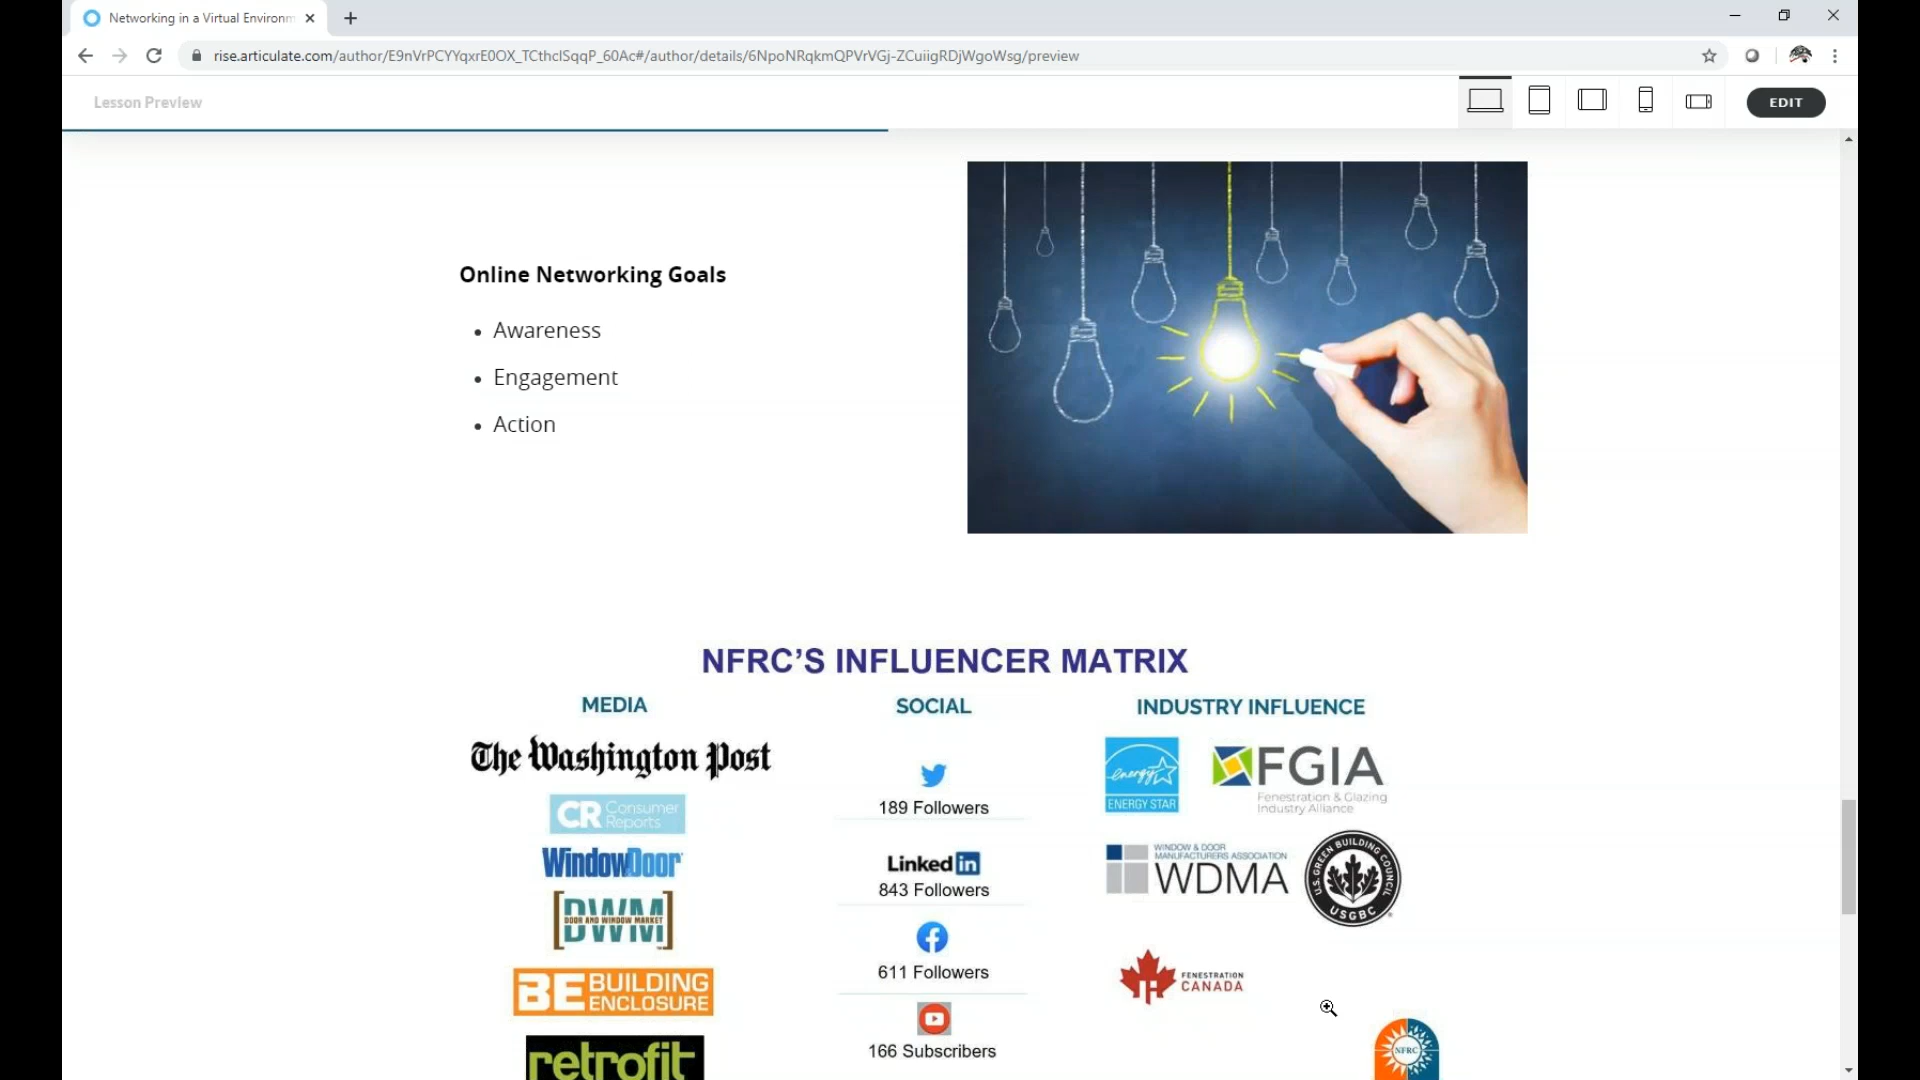 Networking in a Virtual Environm
rise.articulate.com/author/E9nVrPCYYqxrE0OX_TCthcISqqP_60Ac#/author/details/6NpoNRqkmQPVrVGj-ZCuiigRDjWgoWsg/preview
Lesson Preview
EDIT
Online Networking Goals
• Awareness
• Engagement
• Action
NFRC'S INFLUENCER MATRIX
MEDIA
SOCIAL
INDUSTRY INFLUENCE
The Washington Post
CR Consumer Reports
WindowDoor
DWM
DOOR AND WINDOW MARKET
BE BUILDING ENCLOSURE
retrofit
189 Followers
Linked in
843 Followers
611 Followers
166 Subscribers
energy
ENERGY STAR
FGIA
Fenestration & Glazing
Industry Alliance
WINDOW & DOOR
MANUFACTURERS ASSOCIATION
WDMA
U.S. GREEN BUILDING COUNCIL
USGBC
FENESTRATION
CANADA
NFRC